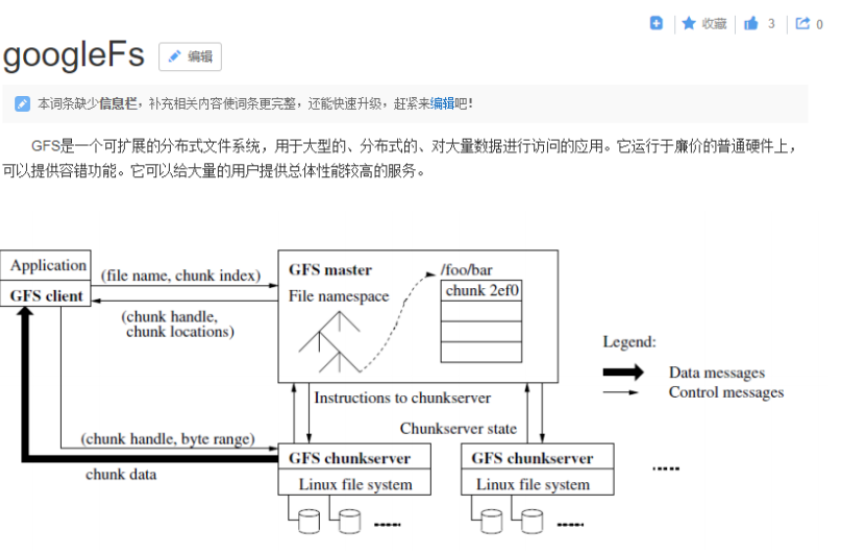 收藏 3 0
googleFs 编辑
本词条缺少信息栏，补充相关内容使词条更完整，还能快速升级，赶紧来编辑吧！
GFS是一个可扩展的分布式文件系统，用于大型的、分布式的、对大量数据进行访问的应用。它运行于廉价的普通硬件上，
可以提供容错功能。它可以给大量的用户提供总体性能较高的服务。
Application
GFS client
(file name, chunk index)
(chunk handle,
chunk locations)
GFS master
File namespace
/foo/bar
chunk 2ef0
Legend:
Data messages
Control messages
Instructions to chunkserver
Chunkserver state
(chunk handle, byte range)
chunk data
GFS chunkserver
Linux file system
GFS chunkserver
Linux file system